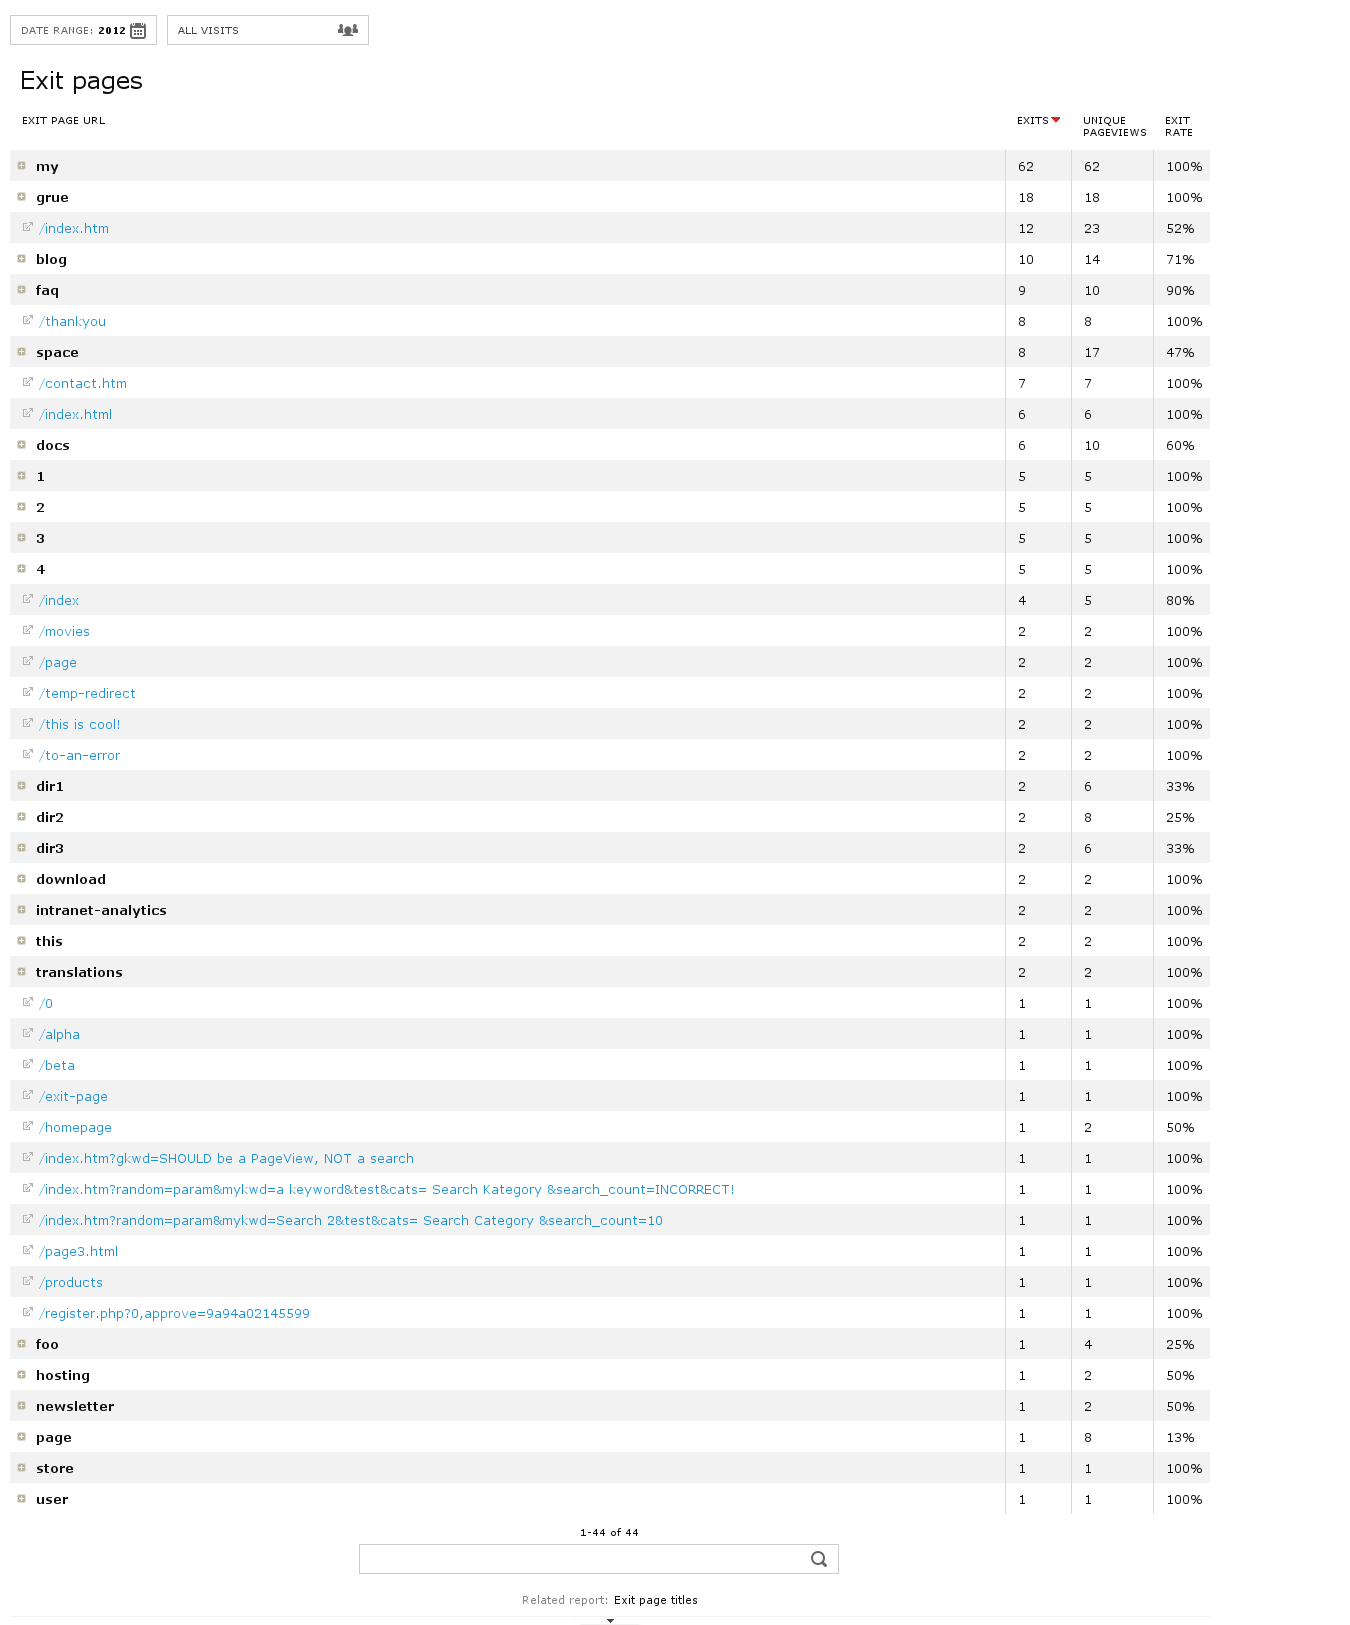 DATE RANGE: 2012 ALL VISITS
Exit pages
EXIT PAGE URL EXITS UNIQUE PAGEVIEWS EXIT RATE
my 62 62 100%
grue 18 18 100%
/index.htm 12 23 52%
blog 10 14 71%
faq 9 10 90%
/thankyou 8 8 100%
space 8 17 47%
/contact.htm 7 7 100%
/index.html 6 6 100%
docs 6 10 60%
1 5 5 100%
2 5 5 100%
3 5 5 100%
4 5 5 100%
/index 4 5 80%
/movies 2 2 100%
/page 2 2 100%
/temp-redirect 2 2 100%
/this is cool! 2 2 100%
/to-an-error 2 2 100%
dir1 2 6 33%
dir2 2 8 25%
dir3 2 6 33%
download 2 2 100%
intranet-analytics 2 2 100%
this 2 2 100%
translations 2 2 100%
/0 1 1 100%
/alpha 1 1 100%
/beta 1 1 100%
/exit-page 1 1 100%
/homepage 1 2 50%
/index.htm?gkwd=SHOULD be a PageView, NOT a search 1 1 100%
/index.htm?random=param&mykwd=a keyword&test&cats= Search Kategory &search_count=INCORRECT! 1 1 100%
/index.htm?random=param&mykwd=Search 2&test&cats= Search Category &search_count=10 1 1 100%
/page3.html 1 1 100%
/products 1 1 100%
/register.php?0,approve=9a94a02145599 1 1 100%
foo 1 4 25%
hosting 1 2 50%
newsletter 1 2 50%
page 1 8 13%
store 1 1 100%
user 1 1 100%
1-44 of 44
Related report: Exit page titles